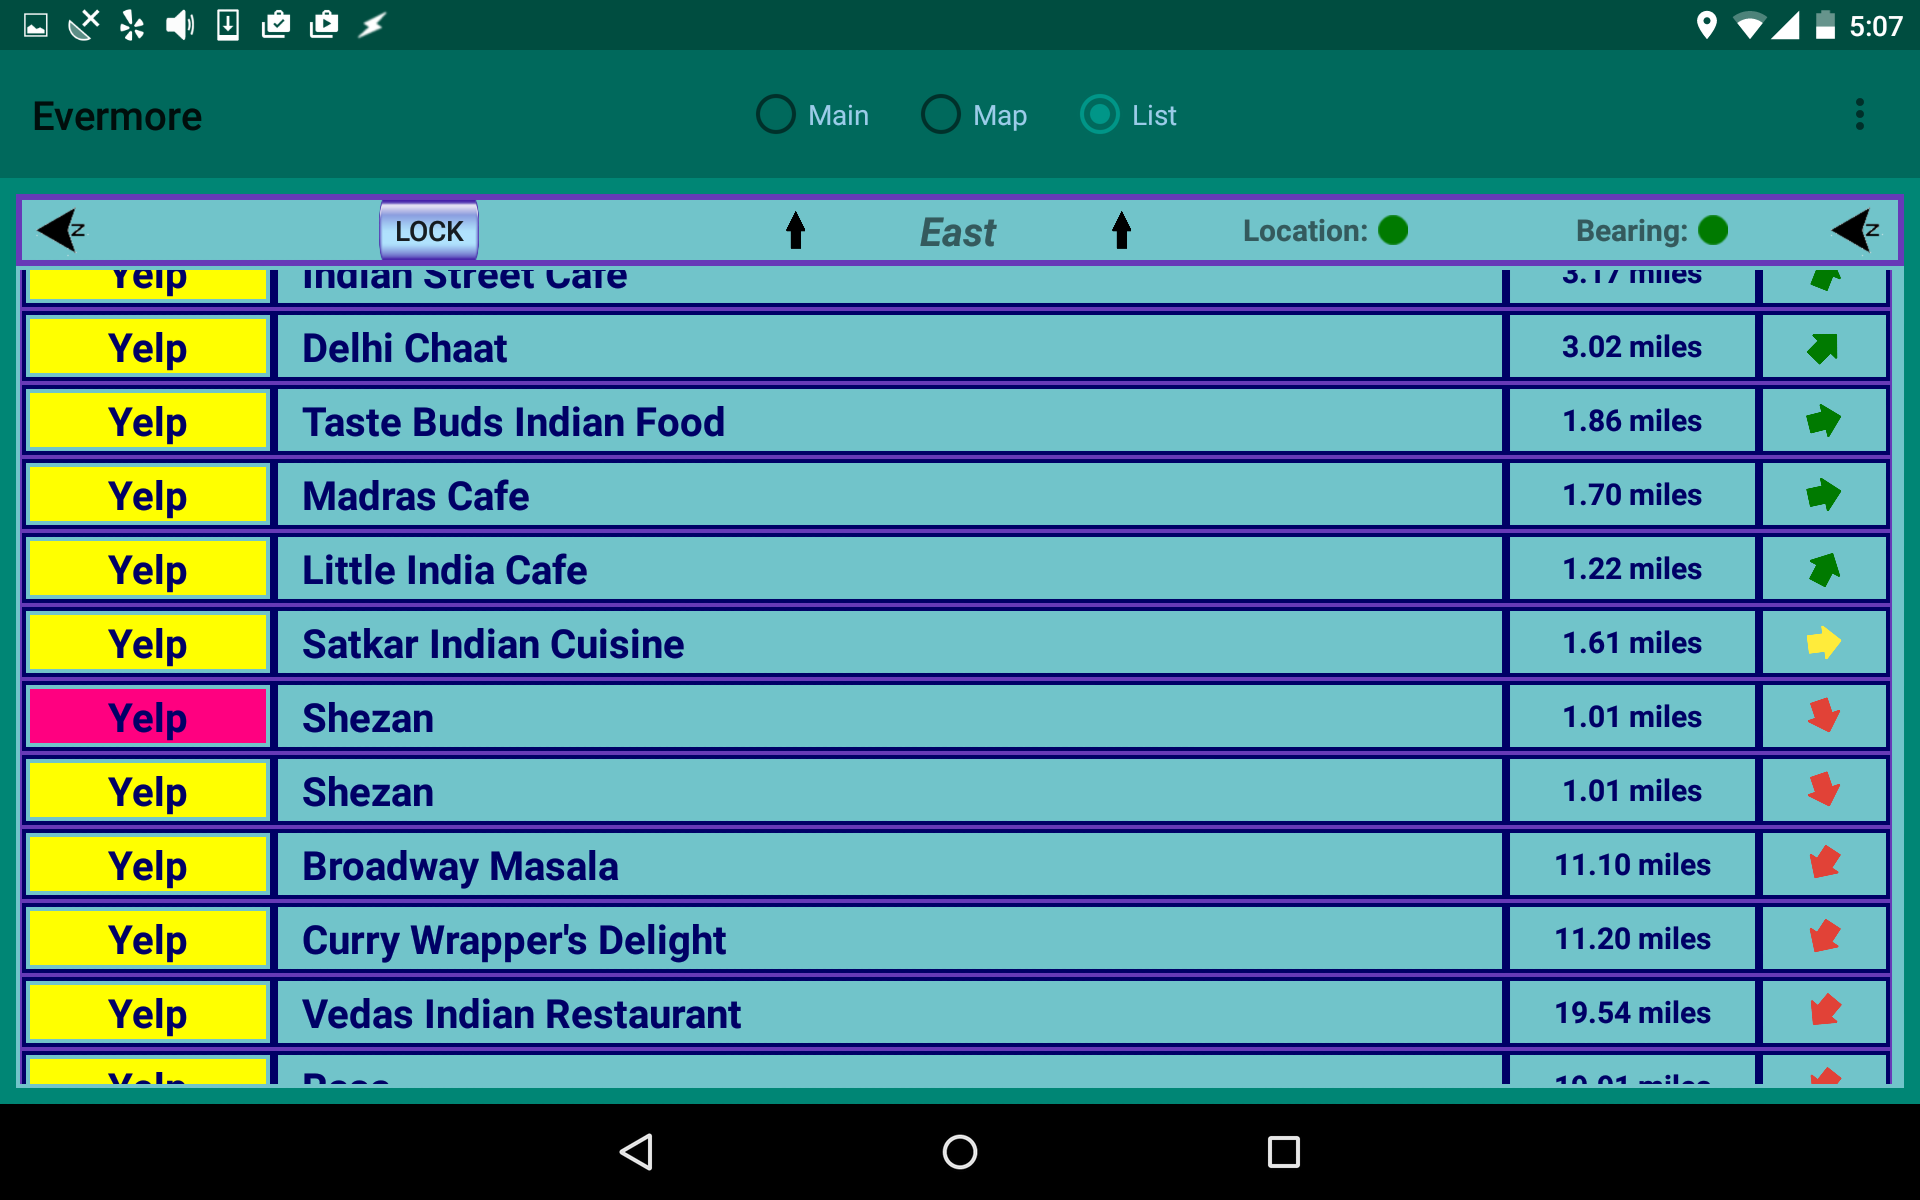 5:07
Evermore Main Map List
N LOCK East Location: Bearing: N
Yelp Indian Street Cafe 3.17 miles
Yelp Delhi Chaat 3.02 miles
Yelp Taste Buds Indian Food 1.86 miles
Yelp Madras Cafe 1.70 miles
Yelp Little India Cafe 1.22 miles
Yelp Satkar Indian Cuisine 1.61 miles
Yelp Shezan 1.01 miles
Yelp Shezan 1.01 miles
Yelp Broadway Masala 11.10 miles
Yelp Curry Wrapper's Delight 11.20 miles
Yelp Vedas Indian Restaurant 19.54 miles
Yelp miles